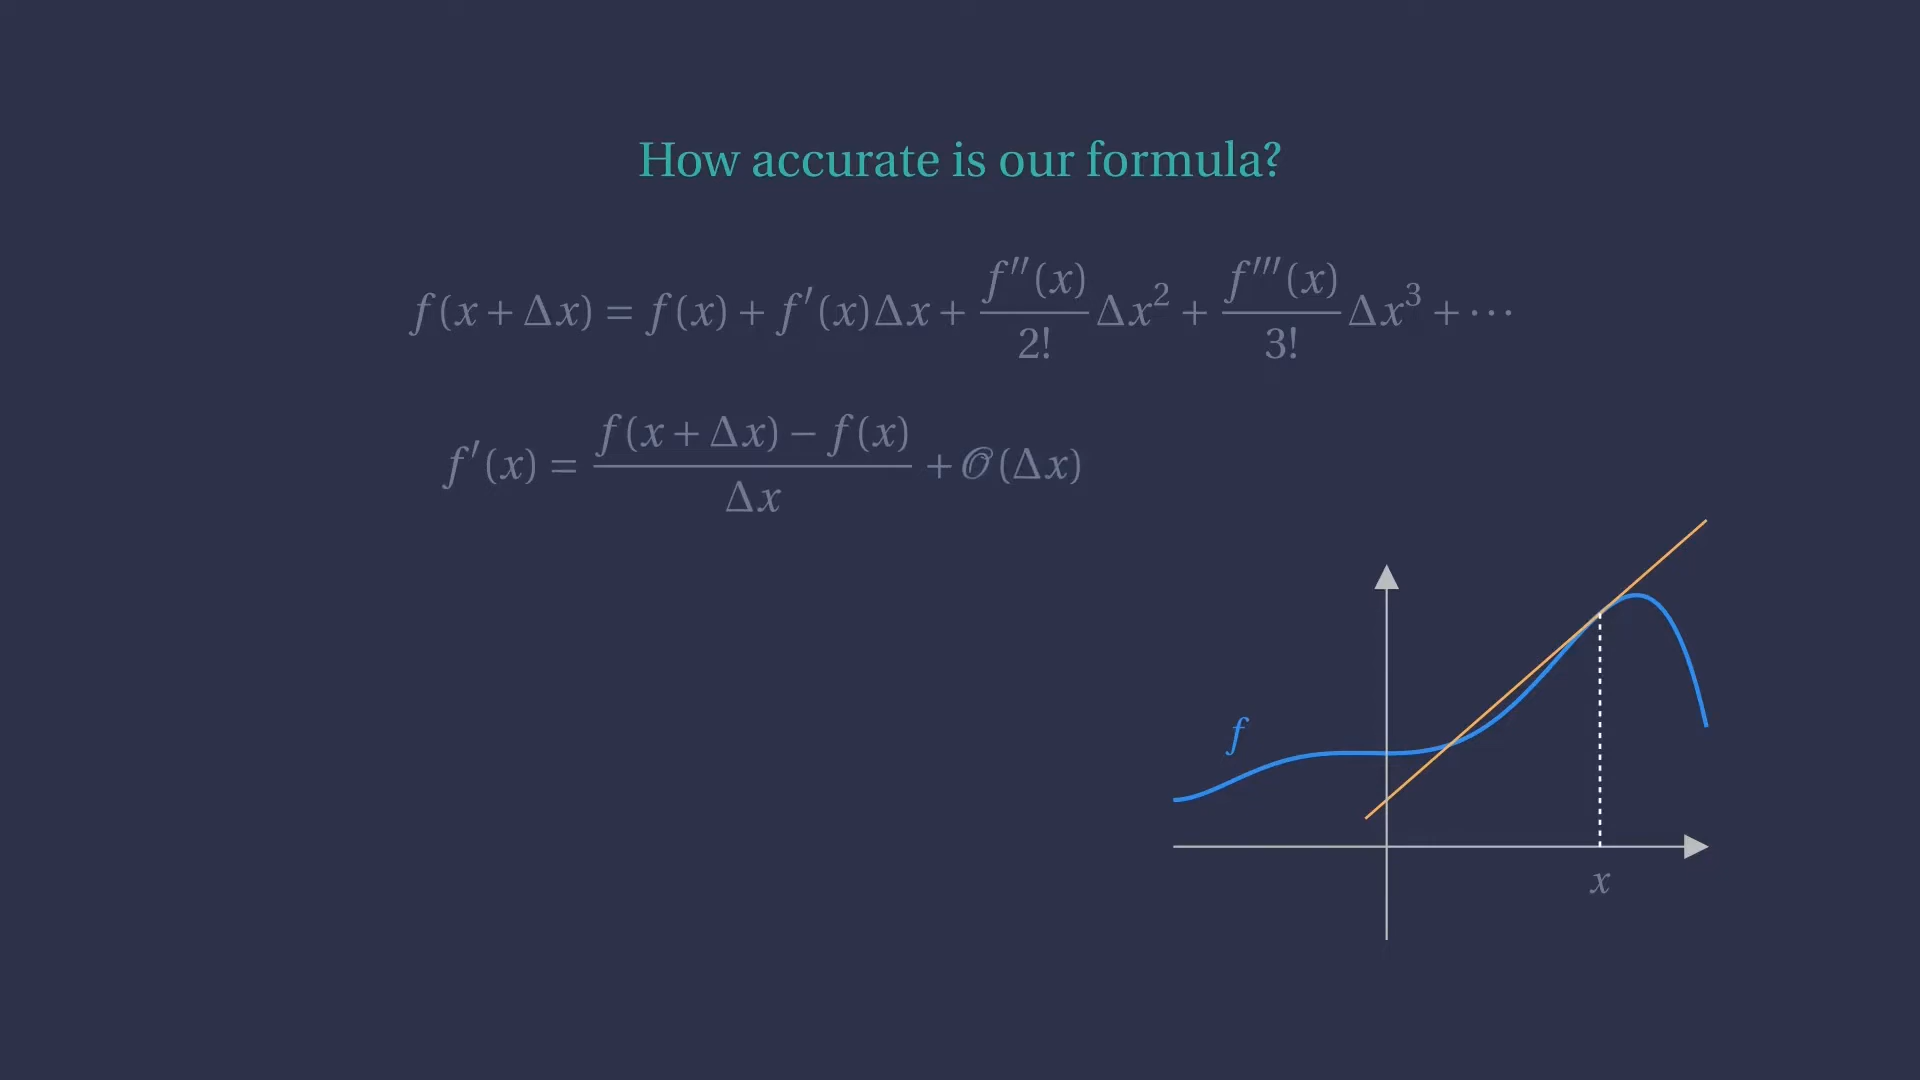 How accurate is our formula?
f(x + Δx) = f(x) + f′(x)Δx + f″(x)/2! Δx² + f‴(x)/3! Δx³ + ⋯
f′(x) = (f(x + Δx) − f(x))/Δx + 𝒪(Δx)
f
x